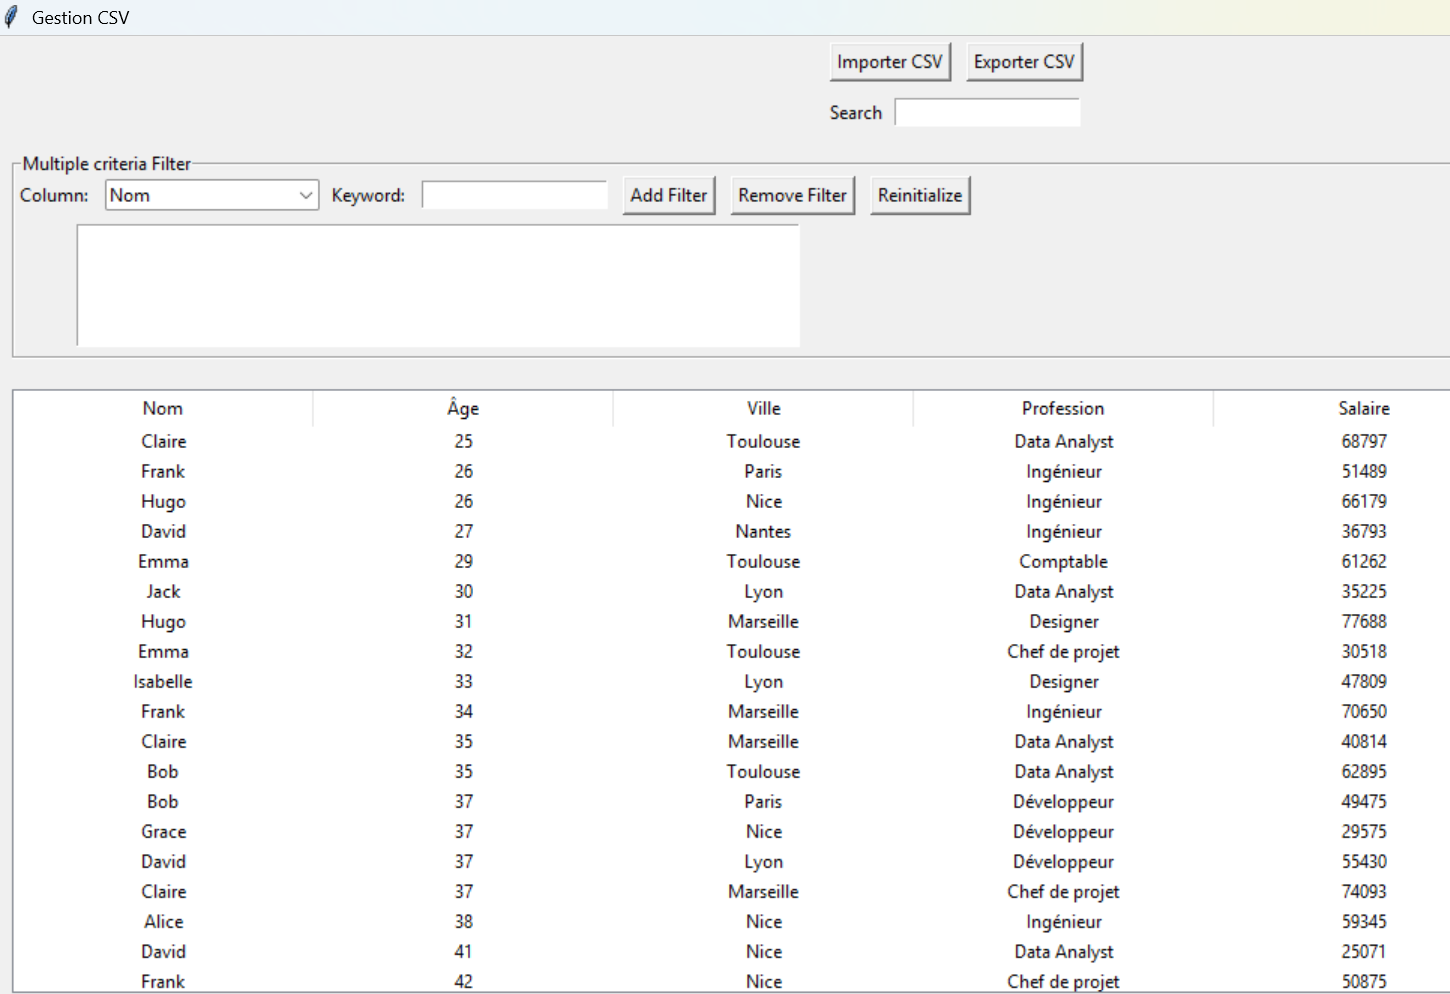 Gestion CSV
Importer CSV Exporter CSV
Search
Multiple criteria Filter
Column: Nom Keyword: Add Filter Remove Filter Reinitialize
Nom Âge Ville Profession Salaire
Claire 25 Toulouse Data Analyst 68797
Frank 26 Paris Ingénieur 51489
Hugo 26 Nice Ingénieur 66179
David 27 Nantes Ingénieur 36793
Emma 29 Toulouse Comptable 61262
Jack 30 Lyon Data Analyst 35225
Hugo 31 Marseille Designer 77688
Emma 32 Toulouse Chef de projet 30518
Isabelle 33 Lyon Designer 47809
Frank 34 Marseille Ingénieur 70650
Claire 35 Marseille Data Analyst 40814
Bob 35 Toulouse Data Analyst 62895
Bob 37 Paris Développeur 49475
Grace 37 Nice Développeur 29575
David 37 Lyon Développeur 55430
Claire 37 Marseille Chef de projet 74093
Alice 38 Nice Ingénieur 59345
David 41 Nice Data Analyst 25071
Frank 42 Nice Chef de projet 50875